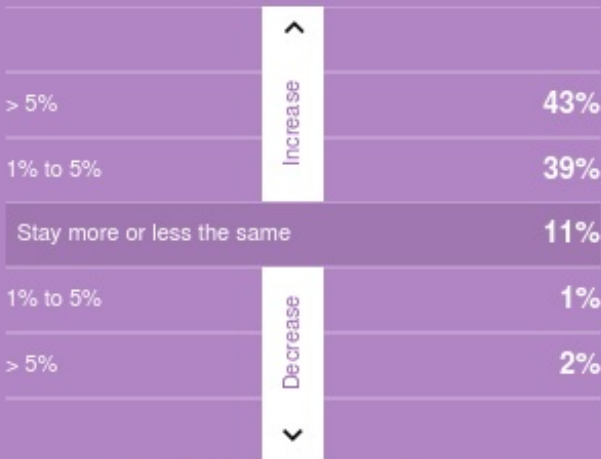 > 5% 43%
Increase
1% to 5% 39%
Stay more or less the same 11%
1% to 5% 1%
Decrease
> 5% 2%